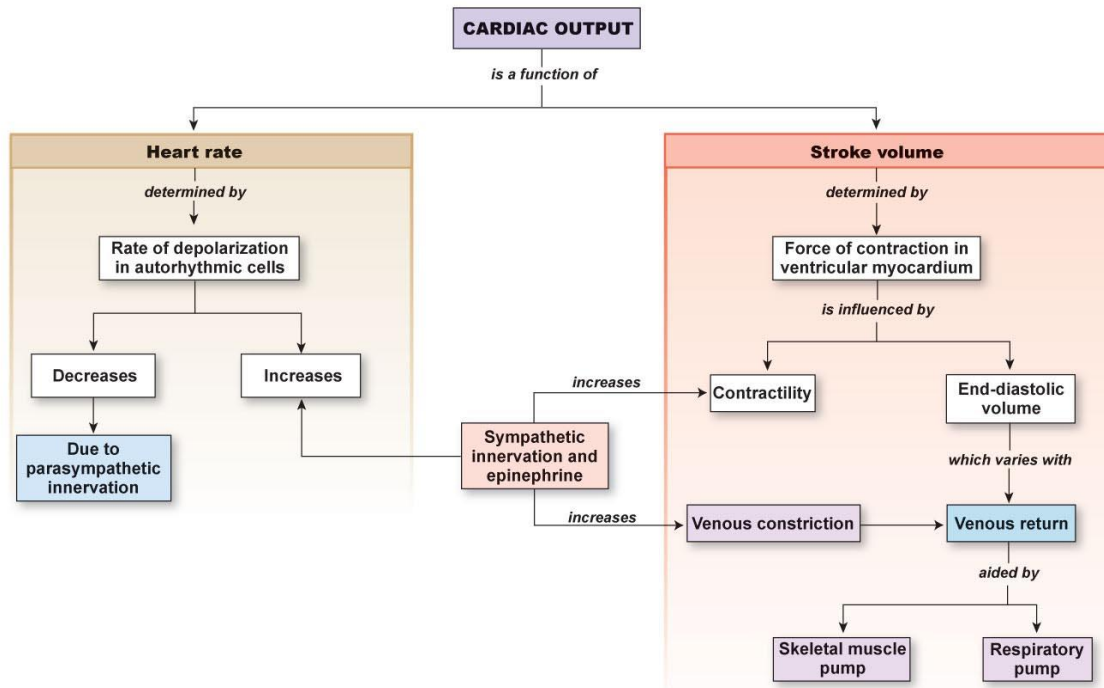 CARDIAC OUTPUT
is a function of
Heart rate
determined by
Rate of depolarization
in autorhythmic cells
Decreases
Increases
Due to
parasympathetic
innervation
Sympathetic
innervation and
epinephrine
increases
increases
Stroke volume
determined by
Force of contraction in
ventricular myocardium
is influenced by
Contractility
End-diastolic
volume
which varies with
Venous constriction
Venous return
aided by
Skeletal muscle
pump
Respiratory
pump